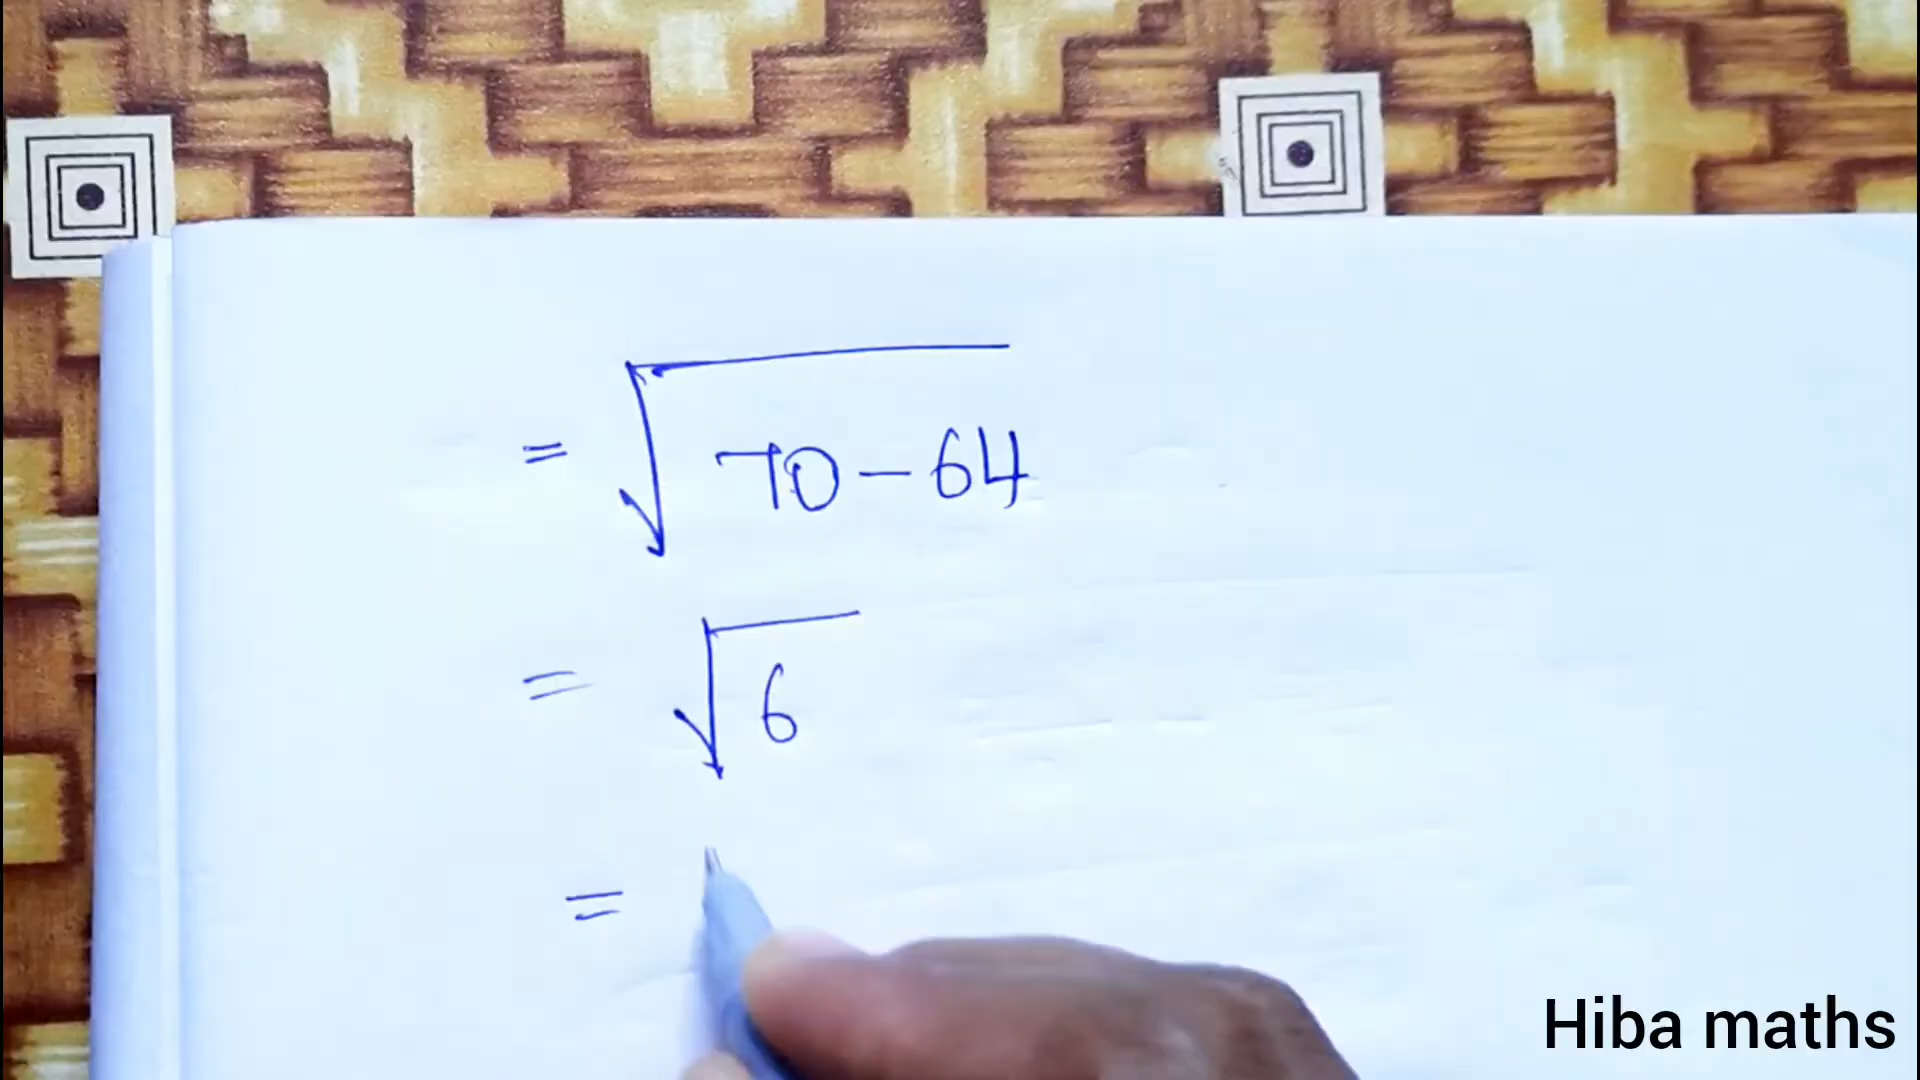 = √70-64
= √6
=
Hiba maths